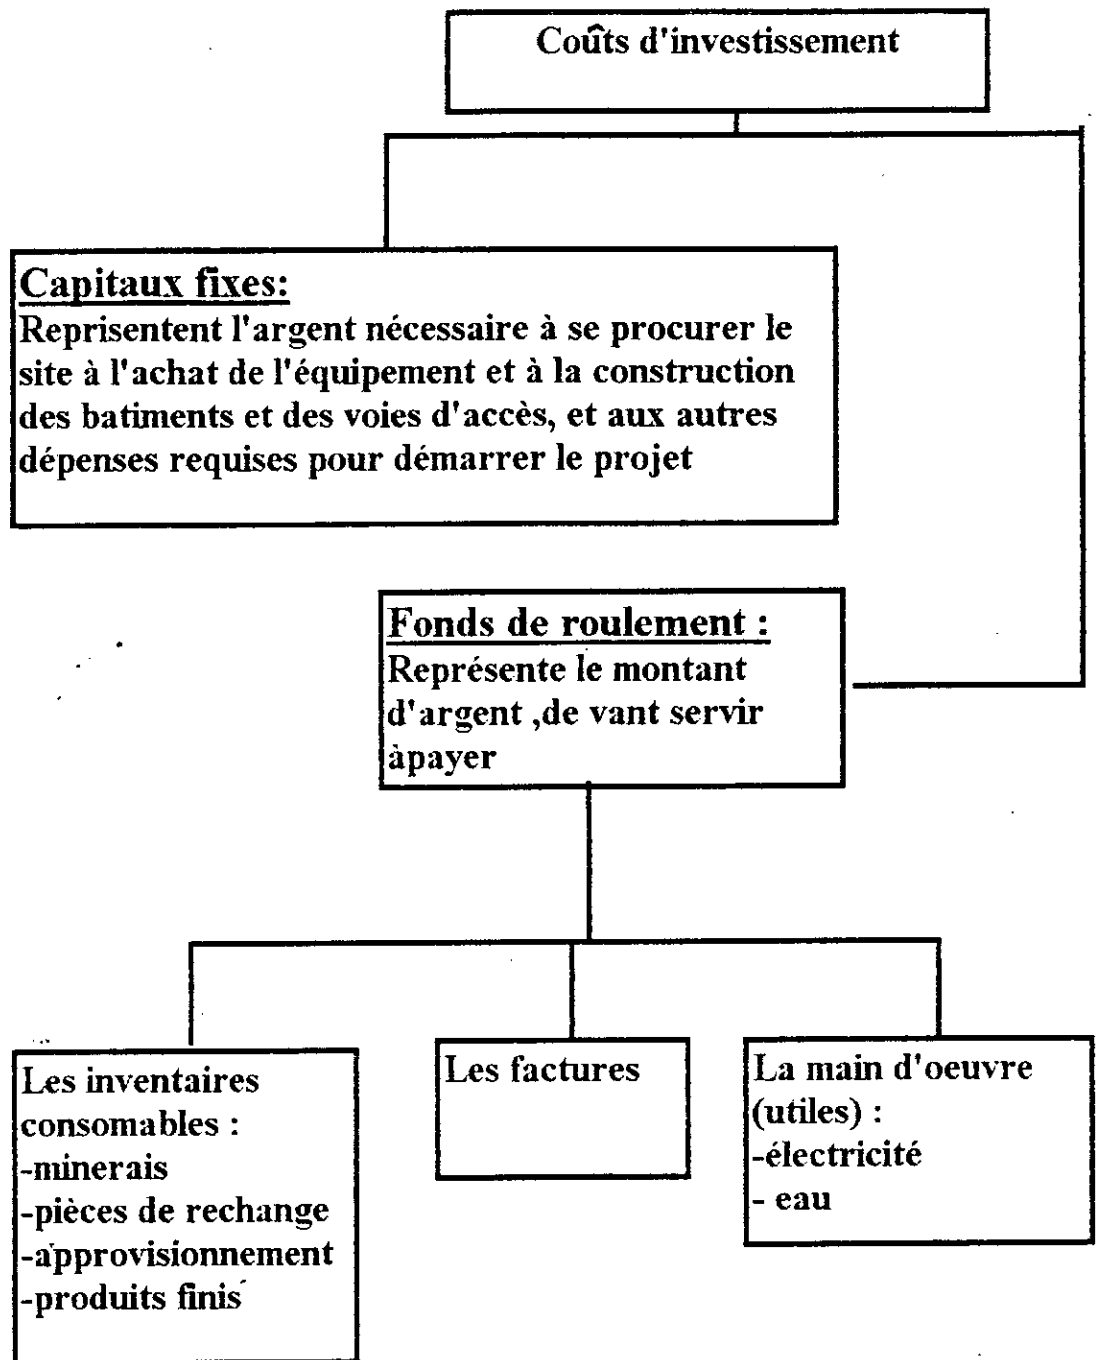 Coûts d'investissement
Capitaux fixes:
Reprisentent l'argent nécessaire à se procurer le
site à l'achat de l'équipement et à la construction
des batiments et des voies d'accès, et aux autres
dépenses requises pour démarrer le projet
Fonds de roulement :
Représente le montant
d'argent ,de vant servir
àpayer
Les inventaires
consomables :
-minerais
-pièces de rechange
-approvisionnement
-produits finis
Les factures
La main d'oeuvre
(utiles) :
-électricité
- eau